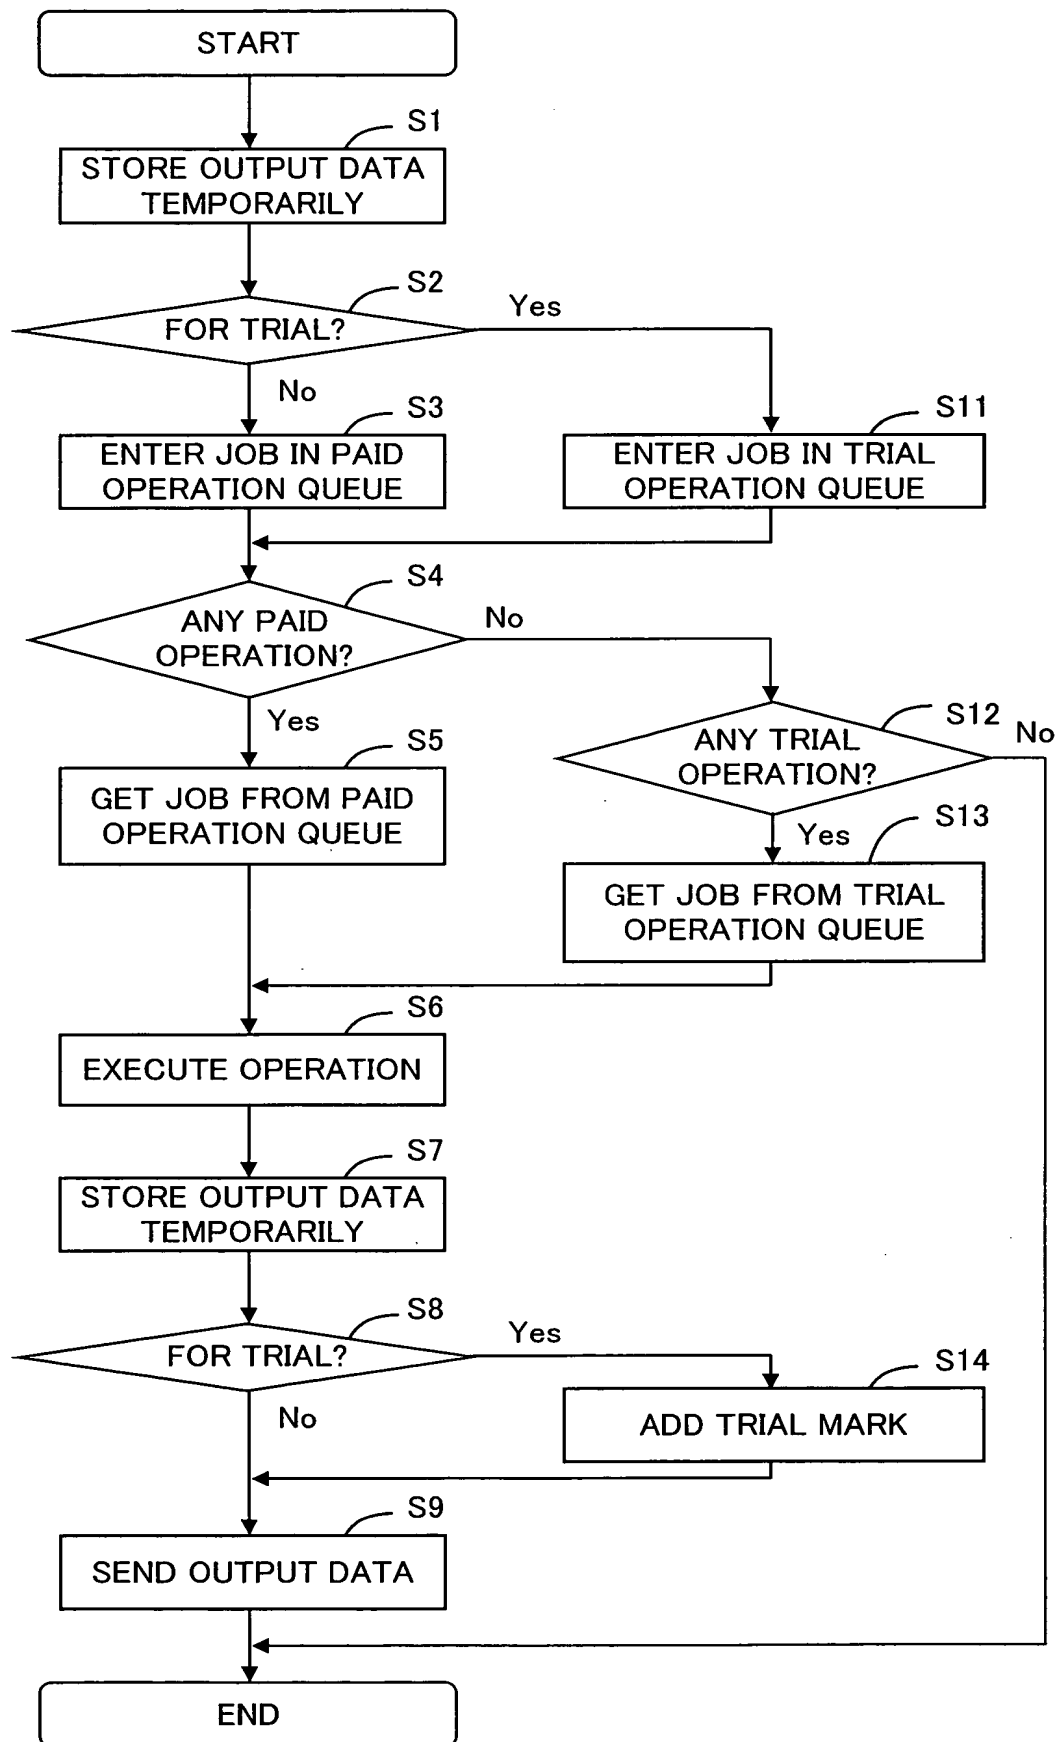 START
S1
STORE OUTPUT DATA
TEMPORARILY
S2
FOR TRIAL?
Yes
No
S3
ENTER JOB IN PAID
OPERATION QUEUE
S11
ENTER JOB IN TRIAL
OPERATION QUEUE
S4
ANY PAID
OPERATION?
No
Yes
S12
ANY TRIAL
OPERATION?
No
Yes
S5
GET JOB FROM PAID
OPERATION QUEUE
S13
GET JOB FROM TRIAL
OPERATION QUEUE
S6
EXECUTE OPERATION
S7
STORE OUTPUT DATA
TEMPORARILY
S8
FOR TRIAL?
Yes
No
S14
ADD TRIAL MARK
S9
SEND OUTPUT DATA
END